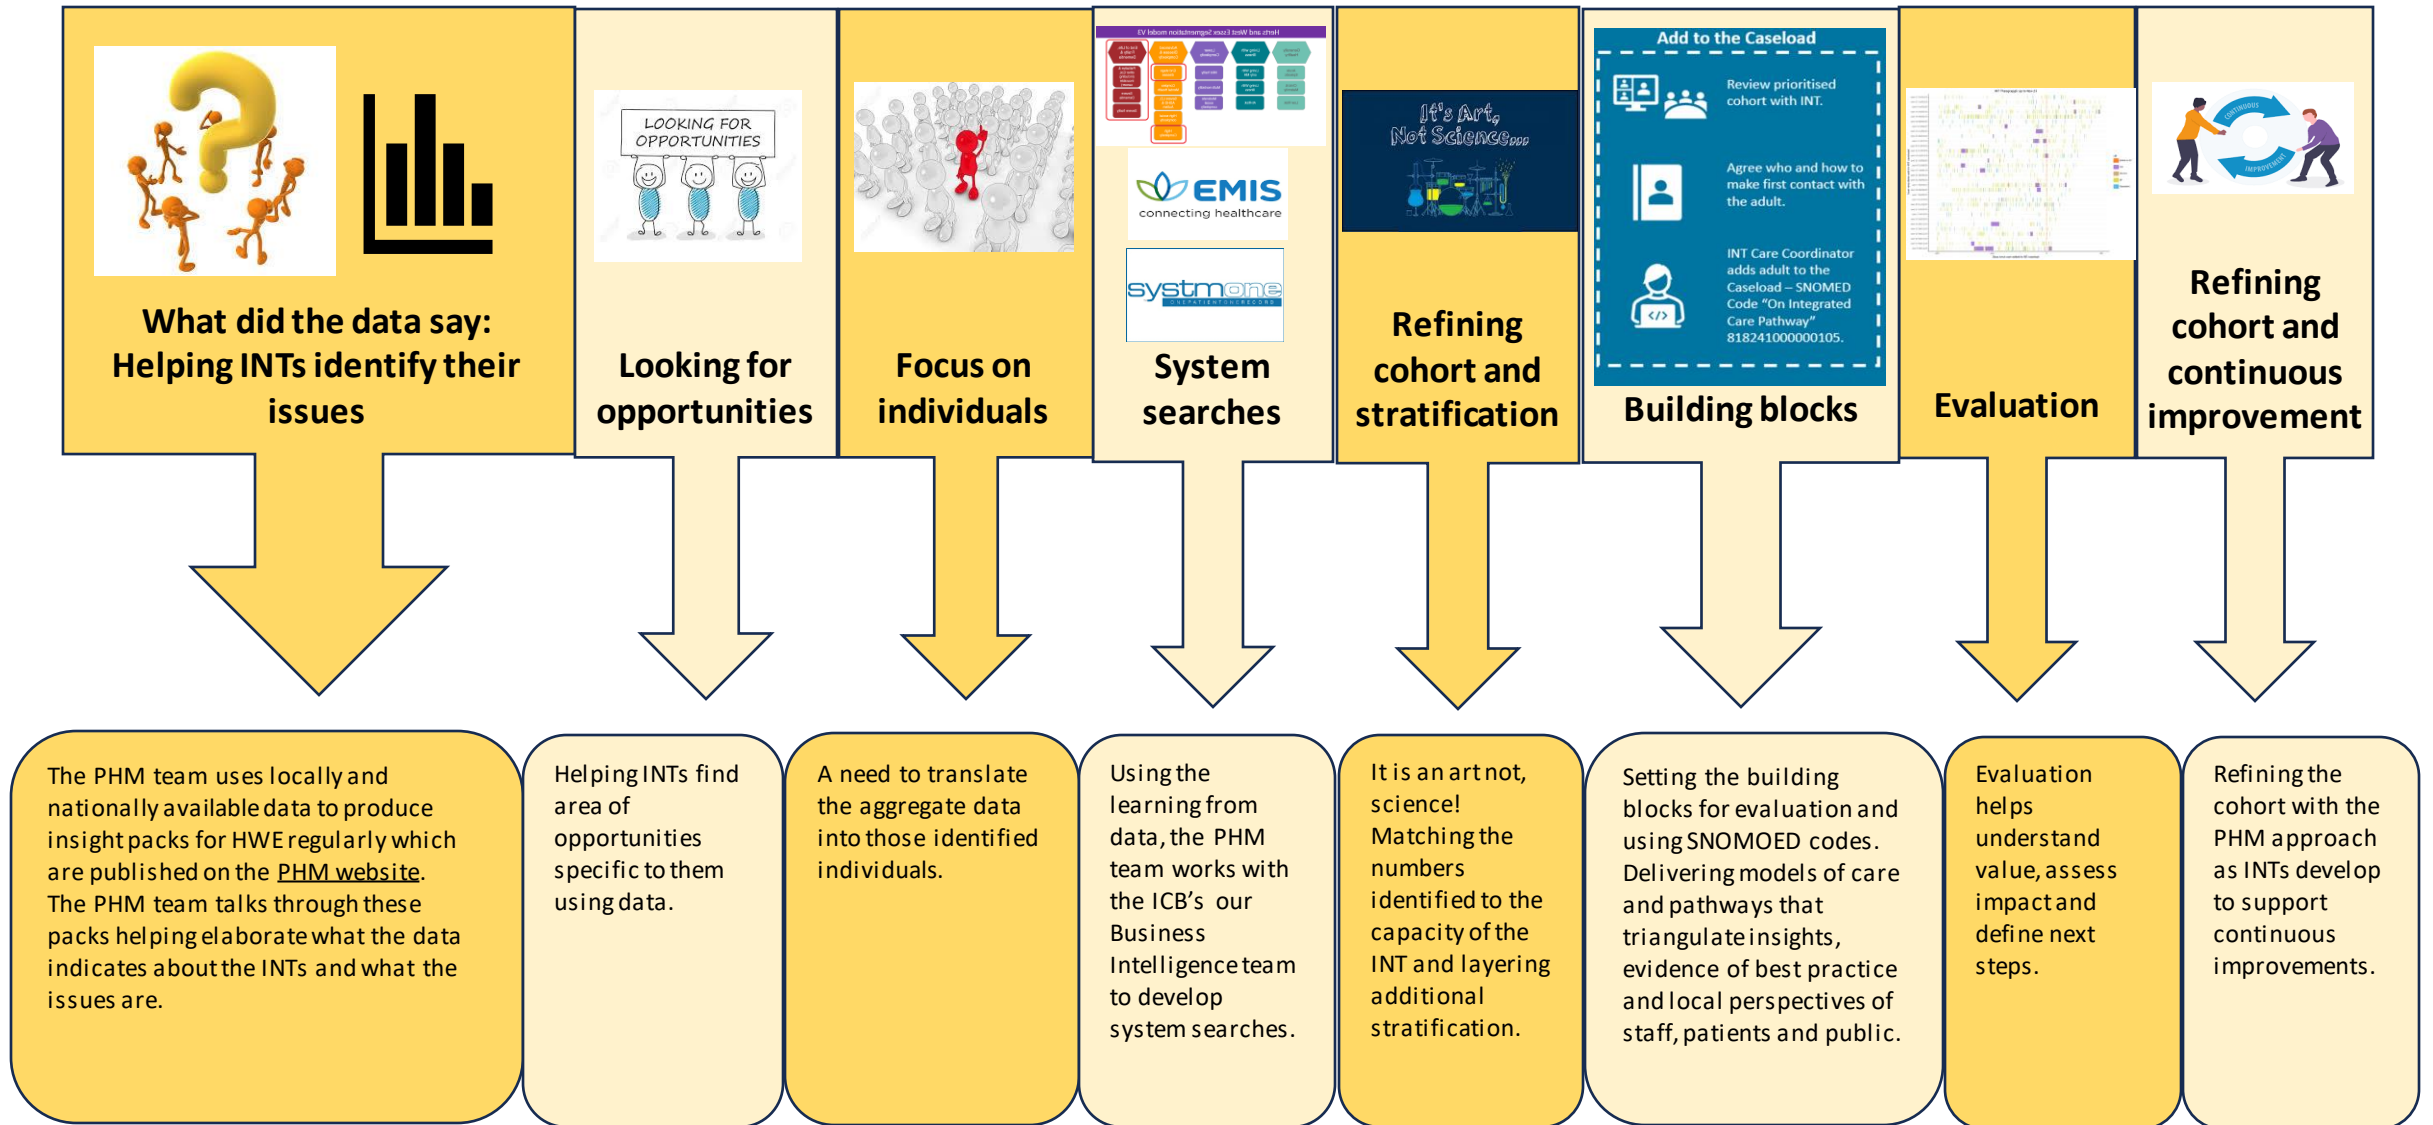 What did the data say:
Helping INTs identify their
issues
LOOKING FOR
OPPORTUNITIES
Looking for
opportunities
Focus on
individuals
Herts and West Essex Segmentation model V3
EMIS
connecting healthcare
systmone
ONEPATIENTONERECORD
System
searches
It's Art,
Not Science...
Refining
cohort and
stratification
Add to the Caseload
Review prioritised
cohort with INT.
Agree who and how to
make first contact with
the adult.
INT Care Coordinator
adds adult to the
Caseload – SNOMED
Code "On Integrated
Care Pathway"
818241000000105.
Building blocks
Evaluation
CONTINUOUS
IMPROVEMENT
Refining
cohort and
continuous
improvement
The PHM team uses locally and
nationally available data to produce
insight packs for HWE regularly which
are published on the PHM website.
The PHM team talks through these
packs helping elaborate what the data
indicates about the INTs and what the
issues are.
Helping INTs find
area of
opportunities
specific to them
using data.
A need to translate
the aggregate data
into those identified
individuals.
Using the
learning from
data, the PHM
team works with
the ICB's our
Business
Intelligence team
to develop
system searches.
It is an art not,
science!
Matching the
numbers
identified to the
capacity of the
INT and layering
additional
stratification.
Setting the building
blocks for evaluation and
using SNOMOED codes.
Delivering models of care
and pathways that
triangulate insights,
evidence of best practice
and local perspectives of
staff, patients and public.
Evaluation
helps
understand
value, assess
impact and
define next
steps.
Refining the
cohort with the
PHM approach
as INTs develop
to support
continuous
improvements.